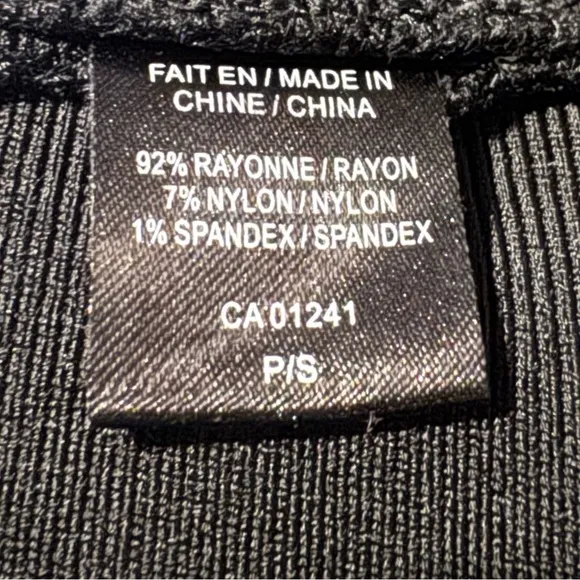 FAIT EN / MADE IN
CHINE / CHINA
92% RAYONNE / RAYON
7% NYLON / NYLON
1% SPANDEX / SPANDEX
CA 01241
P/S